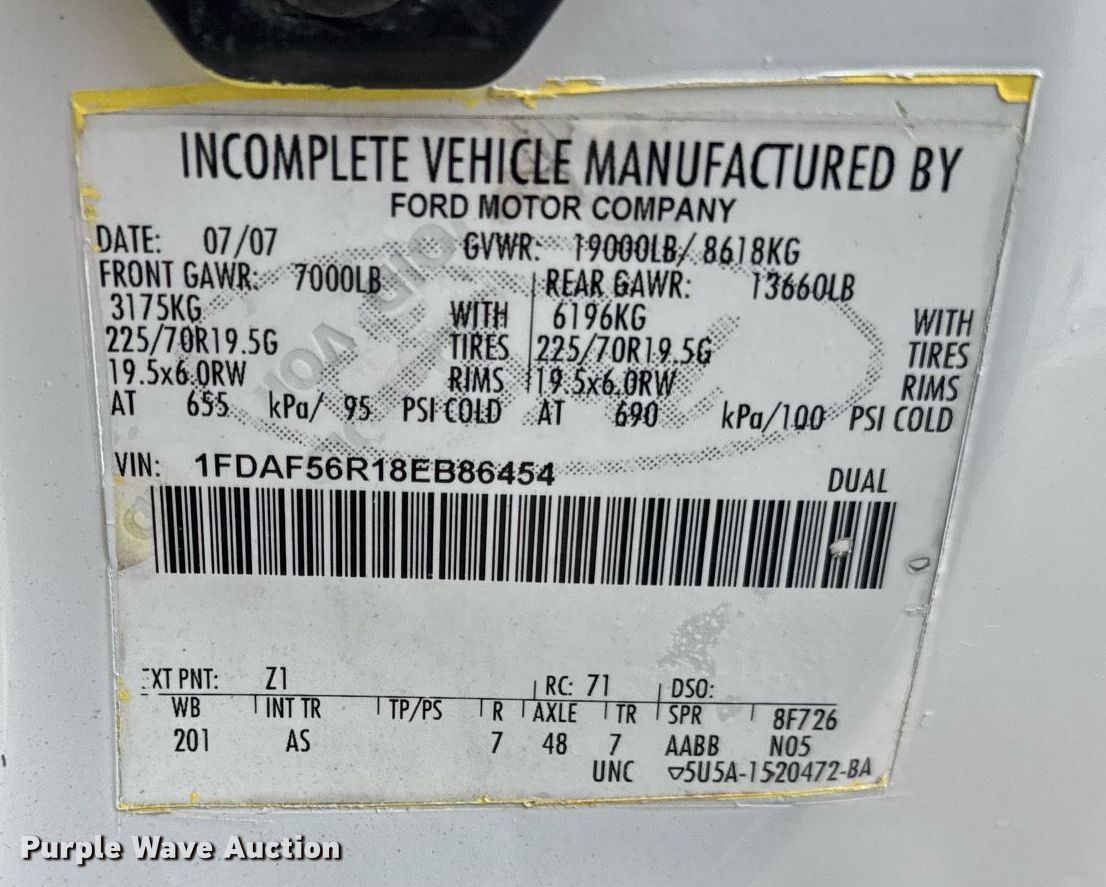 INCOMPLETE VEHICLE MANUFACTURED BY
FORD MOTOR COMPANY
DATE: 07/07 GVWR: 19000LB/ 8618KG
FRONT GAWR: 7000LB REAR GAWR: 13660LB
3175KG WITH 6196KG WITH
225/70R19.5G TIRES 225/70R19.5G TIRES
19.5x6.0RW RIMS 19.5x6.0RW RIMS
AT 655 kPa/ 95 PSI COLD AT 690 kPa/100 PSI COLD
VIN: 1FDAF56R18EB86454 DUAL
EXT PNT: Z1 RC: 71 DSO:
WB INT TR TP/PS R AXLE TR SPR 8F726
201 AS 7 48 7 AABB N05
UNC 5U5A-1520472-BA
Purple Wave Auction